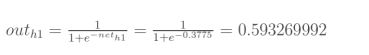 out_{h1} = \frac{1}{1+e^{-net_{h1}}} = \frac{1}{1+e^{-0.3775}} = 0.593269992